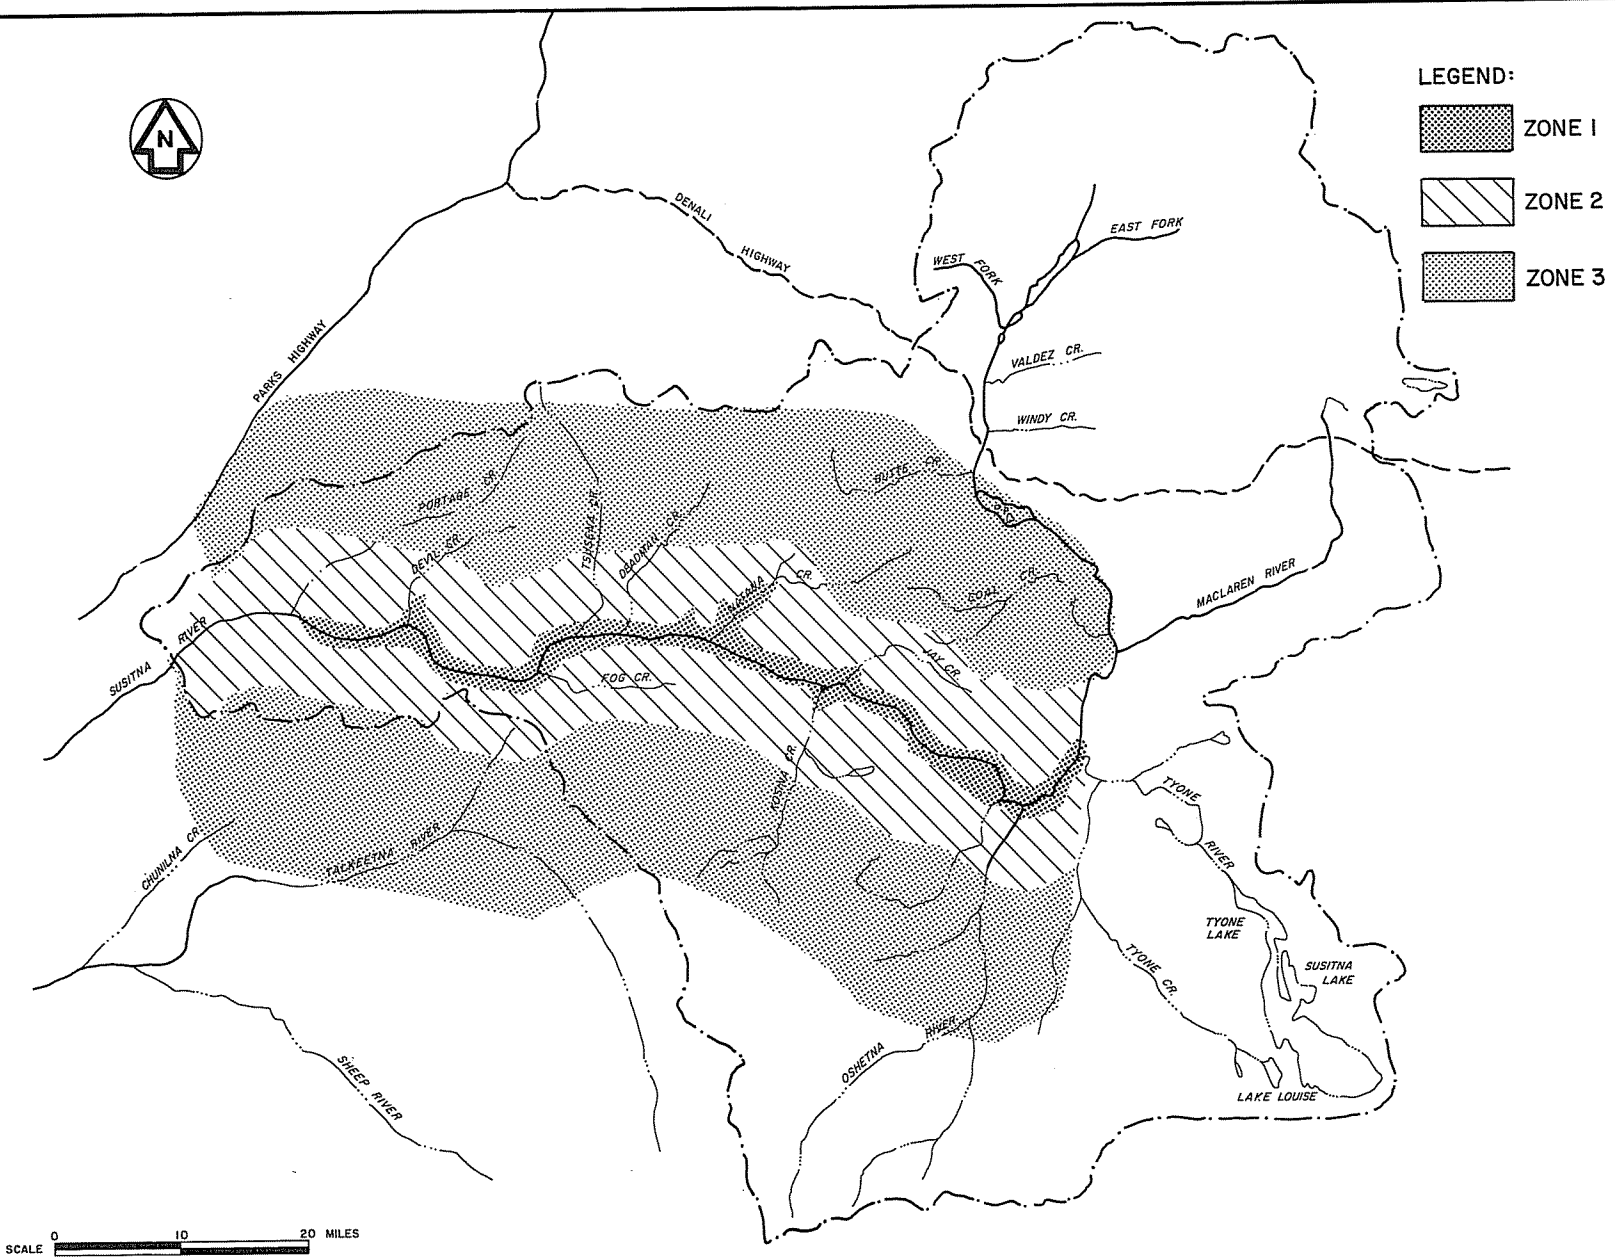 LEGEND:
ZONE 1
ZONE 2
ZONE 3
N
DENALI
HIGHWAY
WEST FORK
EAST FORK
VALDEZ CR.
WINDY CR.
PARKS HIGHWAY
BUTTE CR.
PORTAGE CR.
DEVIL CR.
TSUSENA CR.
DEADMAN CR.
WATANA CR.
COAL CR.
MACLAREN RIVER
SUSITNA RIVER
FOG CR.
JAY CR.
KOSINA CR.
TYONE
RIVER
CHUNILNA CR.
TALKEETNA RIVER
TYONE
LAKE
TYONE CR.
SUSITNA
LAKE
OSHETNA RIVER
SHEEP RIVER
LAKE LOUISE
SCALE 0 10 20 MILES